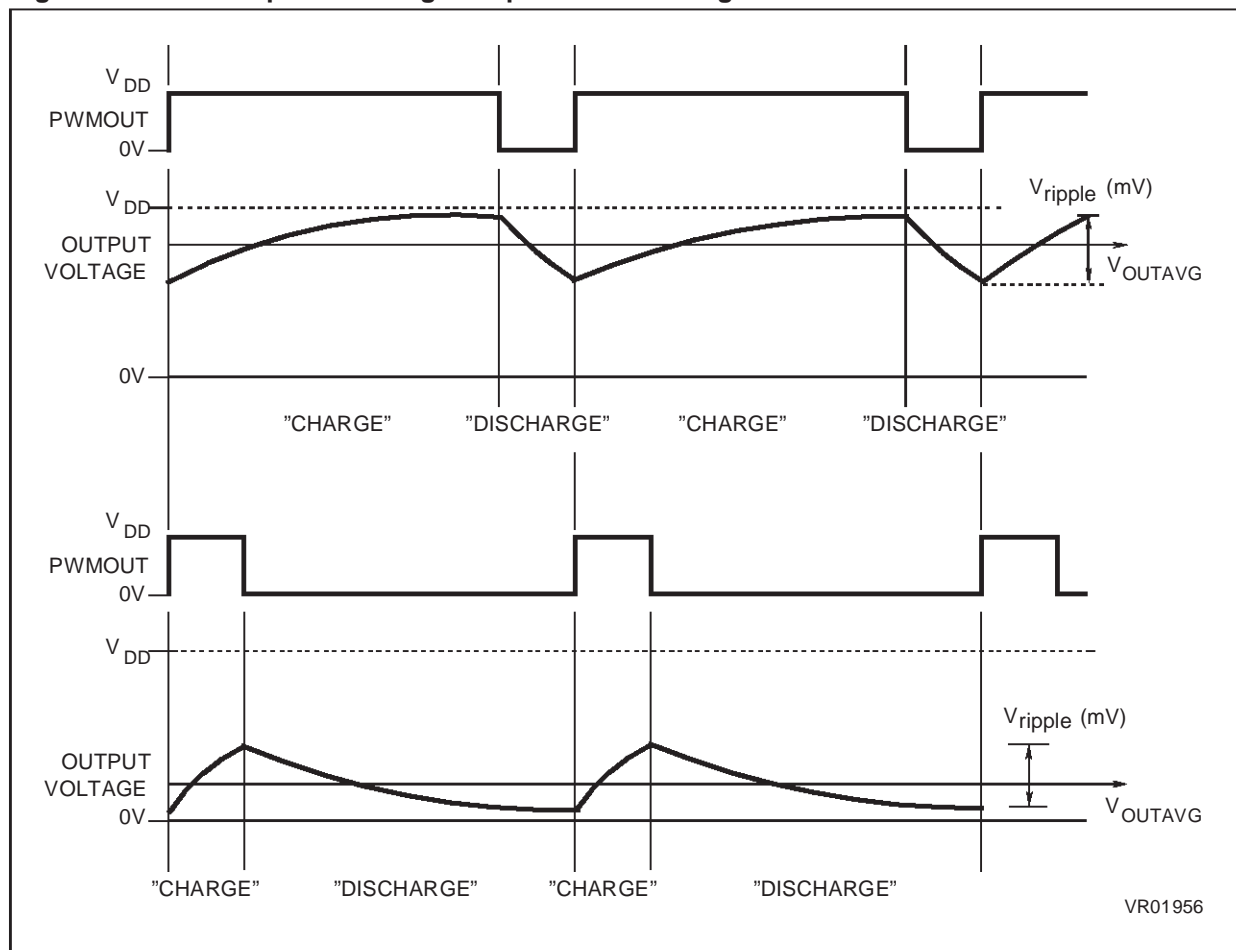 V DD
PWMOUT
0V
V DD
V ripple (mV)
OUTPUT
VOLTAGE
V OUTAVG
0V
"CHARGE" "DISCHARGE" "CHARGE" "DISCHARGE"
V DD
PWMOUT
0V
V DD
V ripple (mV)
OUTPUT
VOLTAGE
0V
V OUTAVG
"CHARGE" "DISCHARGE" "CHARGE" "DISCHARGE"
VR01956